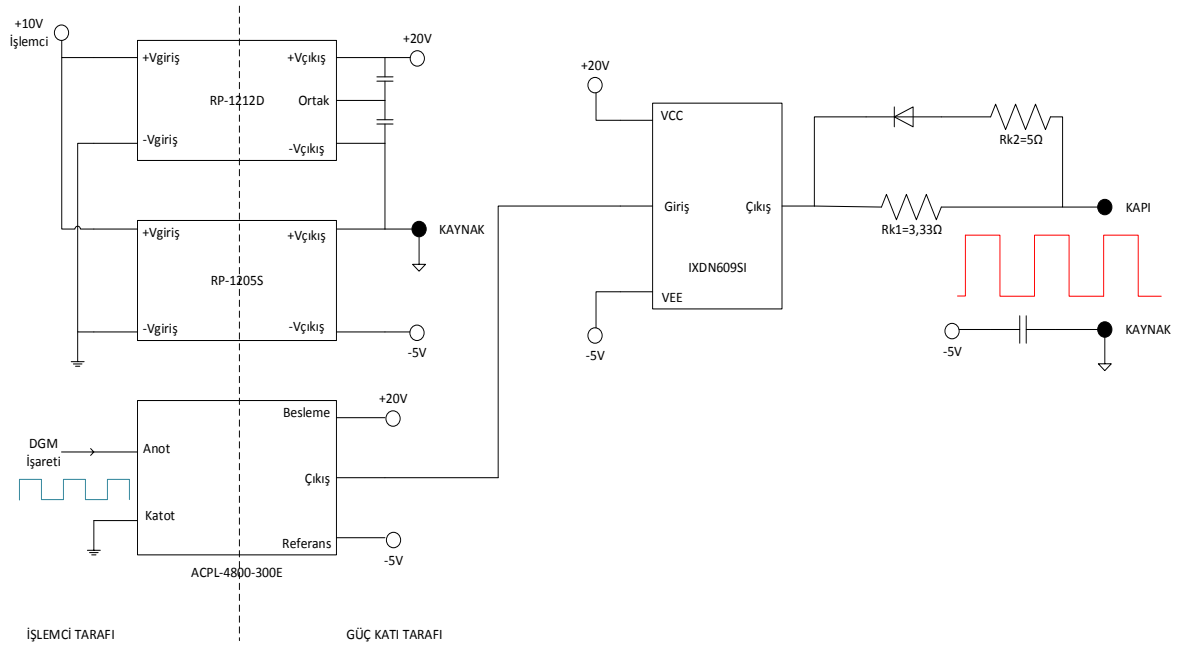 +10V
İşlemci
+Vgiriş
-Vgiriş
RP-1212D
+Vçıkış
Ortak
-Vçıkış
+20V
+Vgiriş
-Vgiriş
RP-1205S
+Vçıkış
-Vçıkış
KAYNAK
-5V
DGM
İşareti
Anot
Katot
Besleme
Çıkış
Referans
+20V
-5V
ACPL-4800-300E
İŞLEMCİ TARAFI
GÜÇ KATI TARAFI
+20V
VCC
Giriş
Çıkış
IXDN609SI
VEE
-5V
Rk2=5Ω
Rk1=3,33Ω
KAPI
-5V
KAYNAK